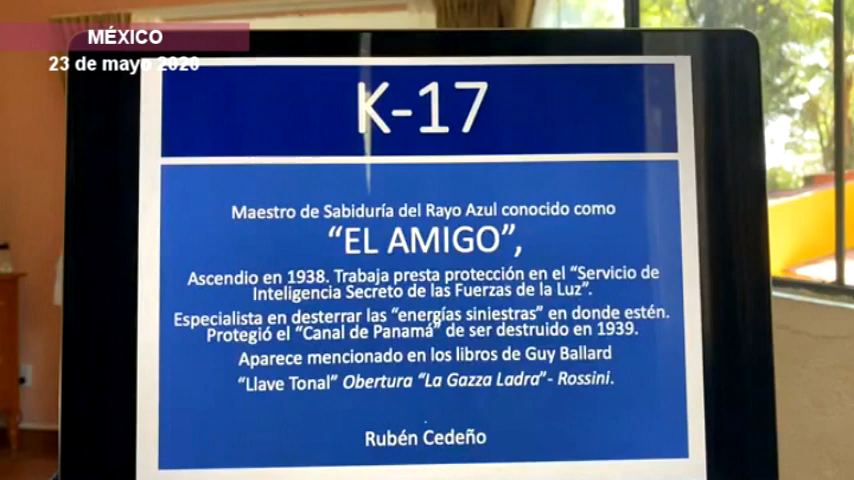 MÉXICO
23 de mayo 2020
K-17
Maestro de Sabiduría del Rayo Azul conocido como
“EL AMIGO”,
Ascendio en 1938. Trabaja presta protección en el “Servicio de
Inteligencia Secreto de las Fuerzas de la Luz”.
Especialista en desterrar las “energías siniestras” en donde estén.
Protegió el “Canal de Panamá” de ser destruido en 1939.
Aparece mencionado en los libros de Guy Ballard
“Llave Tonal” Obertura “La Gazza Ladra”- Rossini.
Rubén Cedeño